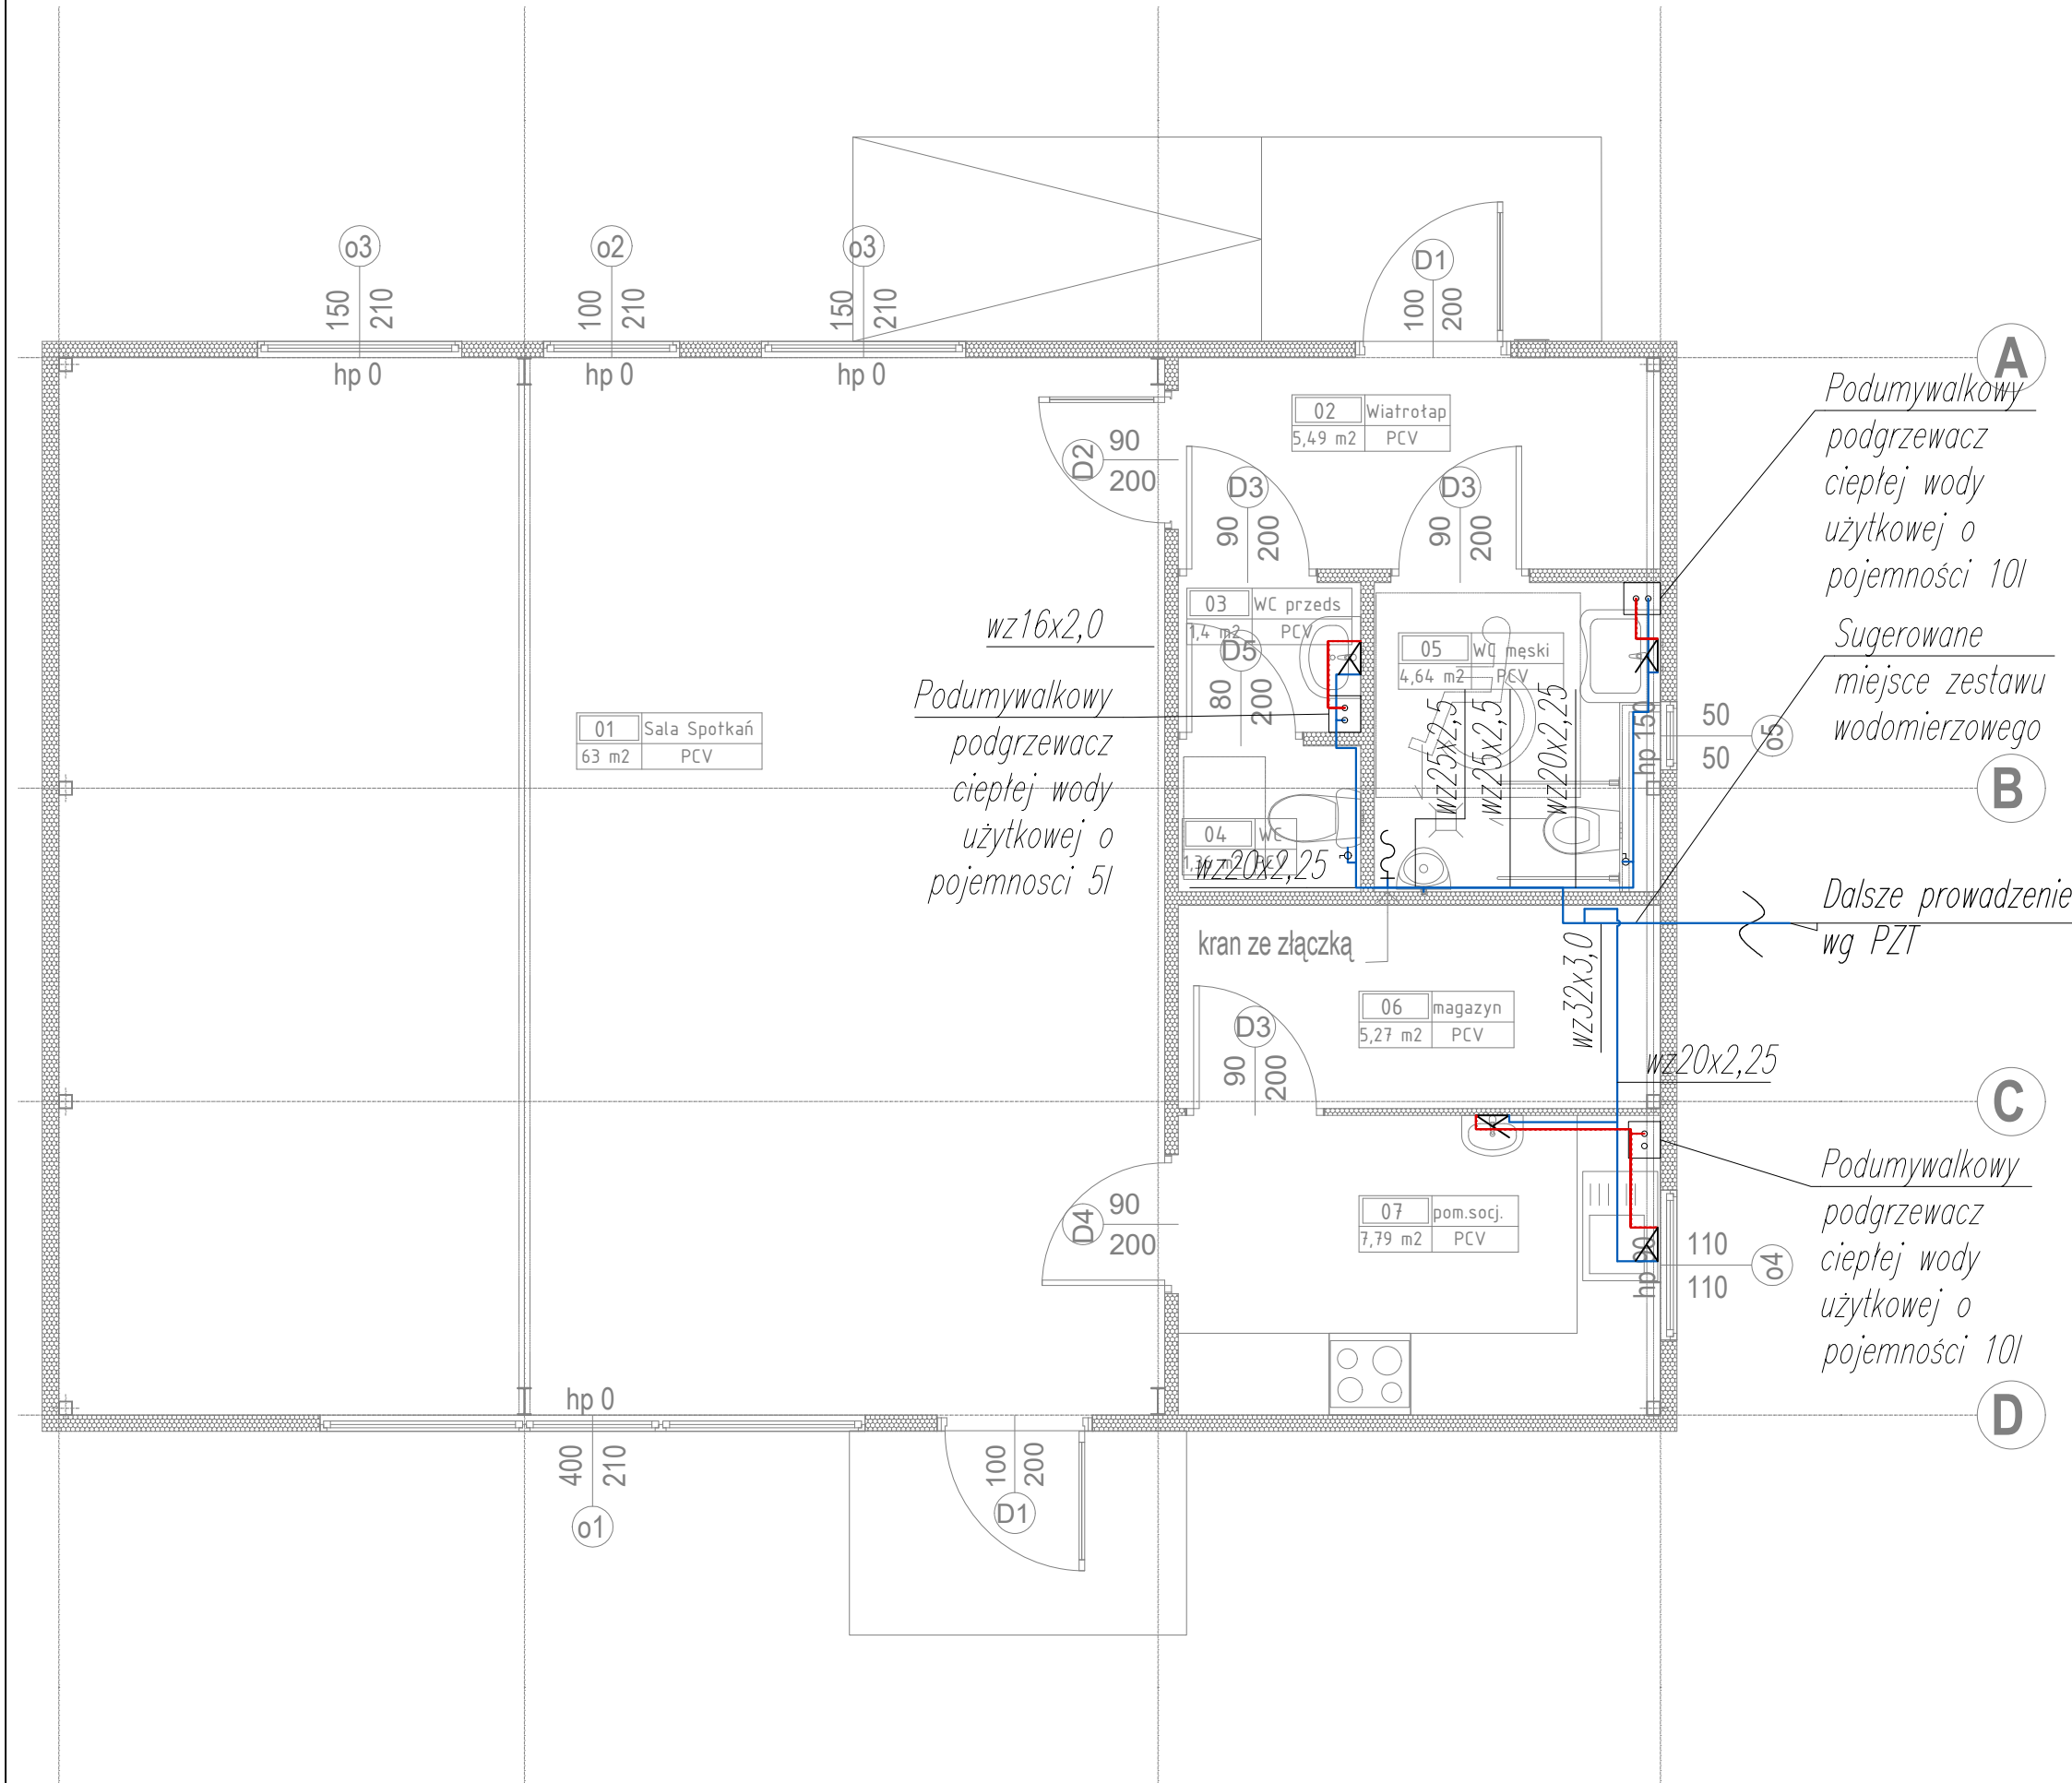 o3
150
210
hp 0
o2
100
210
hp 0
o3
150
210
hp 0
D1
100
200
A
Podumywalkowy
podgrzewacz
ciepłej wody
użytkowej o
pojemności 10l
02 Wiatrołap
5,49 m2 PCV
D2
90
200
D3
90
200
D3
90
200
03 WC przeds
1,4 m2 PCV
wz16x2,0
D5
80
200
05 WC męski
4,64 m2 PCV
Sugerowane
miejsce zestawu
wodomierzowego
Podumywalkowy
podgrzewacz
ciepłej wody
użytkowej o
pojemnosci 5l
01 Sala Spotkań
63 m2 PCV
wz25x2,5
wz25x2,5
wz20x2,25
hp 150
50
50
o5
B
04 WC
1,36 m2 PCV
wz20x2,25
Dalsze prowadzenie
wg PZT
kran ze złączką
wz32x3,0
06 magazyn
5,27 m2 PCV
D3
90
200
wz20x2,25
C
Podumywalkowy
podgrzewacz
ciepłej wody
użytkowej o
pojemności 10l
D4
90
200
07 pom.socj.
7,79 m2 PCV
hp 90
110
110
o4
D
hp 0
400
210
o1
100
200
D1